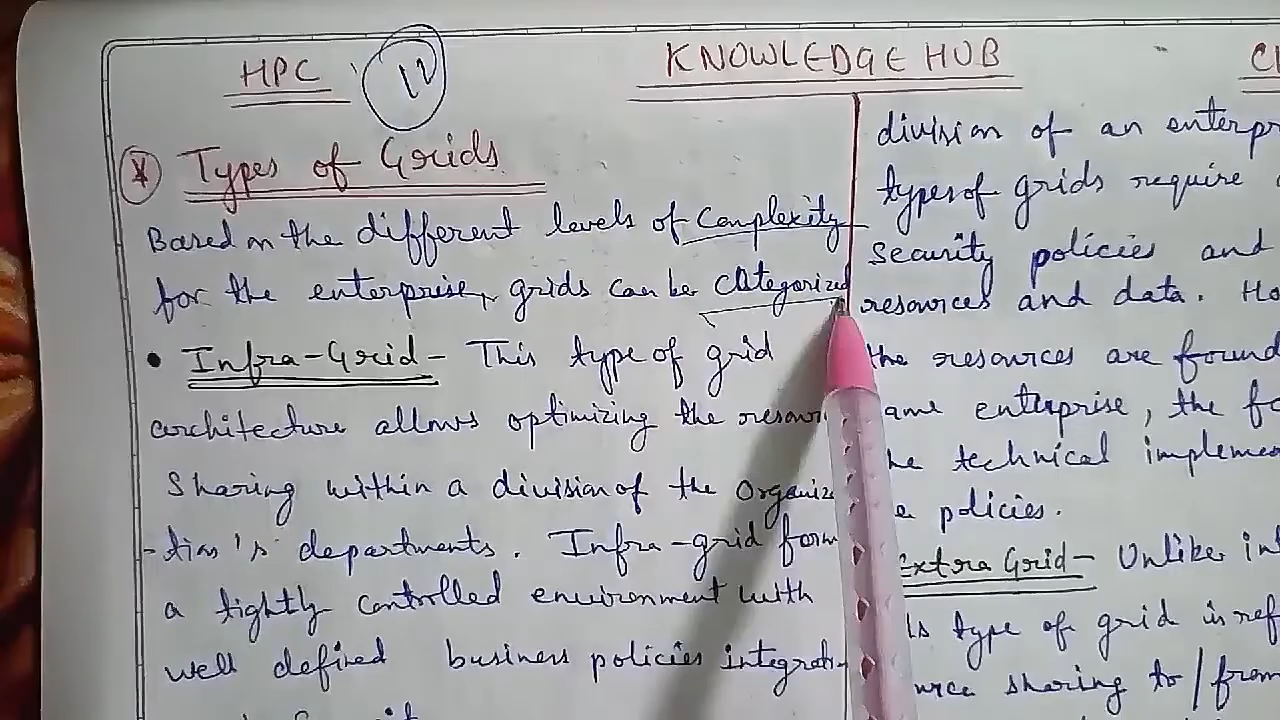 HPC 12 KNOWLEDGE HUB
* Types of Grids
Based on the different levels of Complexity
for the enterprise, grids can be categorized
• Infra-Grid - This type of grid
architecture allows optimizing the
Sharing within a division of the Organiza
-tion's departments. Infra-grid form
a tightly controlled environment with
well defined business policies integrati-
division of an
types of grids require
Security policies and
resources and data.
the resources are found
enterprise, the
technical
policies.
Extra Grid - Unlike
type of grid is
sharing to/from